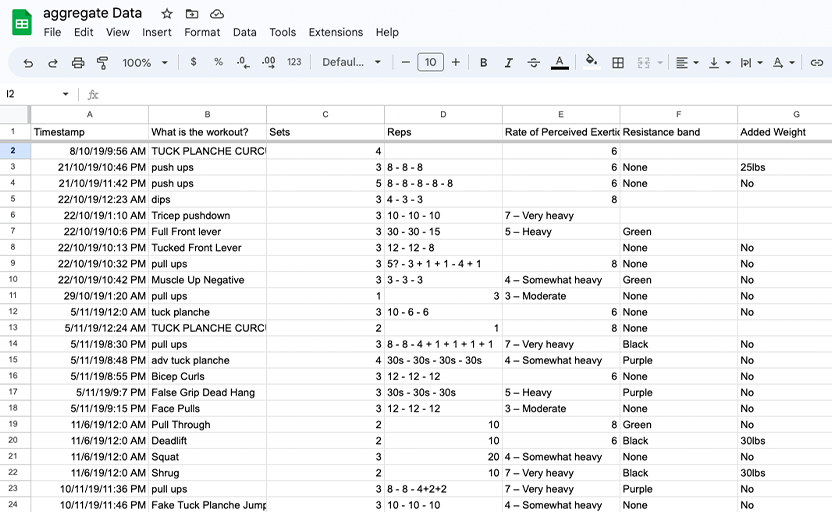 aggregate Data
File Edit View Insert Format Data Tools Extensions Help
100% $ % .0 .00 123 Defaul... − 10 + B I A
I2 fx
A B C D E F G
1 Timestamp What is the workout? Sets Reps Rate of Perceived Exertic Resistance band Added Weight
2 8/10/19/9:56 AM TUCK PLANCHE CURC 4 6
3 21/10/19/10:46 PM push ups 3 8 - 8 - 8 6 None 25lbs
4 21/10/19/11:42 PM push ups 5 8 - 8 - 8 - 8 - 8 6 None No
5 22/10/19/12:23 AM dips 3 4 - 3 - 3 8
6 22/10/19/1:10 AM Tricep pushdown 3 10 - 10 - 10 7 – Very heavy
7 22/10/19/10:6 PM Full Front lever 3 30 - 30 - 15 5 – Heavy Green
8 22/10/19/10:13 PM Tucked Front Lever 3 12 - 12 - 8 None No
9 22/10/19/10:32 PM pull ups 3 5? - 3 + 1 + 1 - 4 + 1 8 None No
10 22/10/19/10:42 PM Muscle Up Negative 3 3 - 3 - 3 4 – Somewhat heavy Green No
11 29/10/19/1:20 AM pull ups 1 3 3 – Moderate None No
12 5/11/19/12:0 AM tuck planche 3 10 - 6 - 6 6 None No
13 5/11/19/12:24 AM TUCK PLANCHE CURC 2 1 8 None
14 5/11/19/8:30 PM pull ups 3 8 - 8 - 4 + 1 + 1 + 1 + 1 7 – Very heavy Black No
15 5/11/19/8:48 PM adv tuck planche 4 30s - 30s - 30s - 30s 4 – Somewhat heavy Purple No
16 5/11/19/8:55 PM Bicep Curls 3 12 - 12 - 12 6 None No
17 5/11/19/9:7 PM False Grip Dead Hang 3 30s - 30s - 30s 5 – Heavy Purple No
18 5/11/19/9:15 PM Face Pulls 3 12 - 12 - 12 3 – Moderate None No
19 11/6/19/12:0 AM Pull Through 2 10 8 Green No
20 11/6/19/12:0 AM Deadlift 2 10 6 Black 30lbs
21 11/6/19/12:0 AM Squat 3 20 4 – Somewhat heavy None No
22 11/6/19/12:0 AM Shrug 2 10 7 – Very heavy Black 30lbs
23 10/11/19/11:36 PM pull ups 3 8 - 8 - 4+2+2 7 – Very heavy Purple No
24 10/11/19/11:46 PM Fake Tuck Planche Jump 3 10 - 10 - 10 4 – Somewhat heavy None No